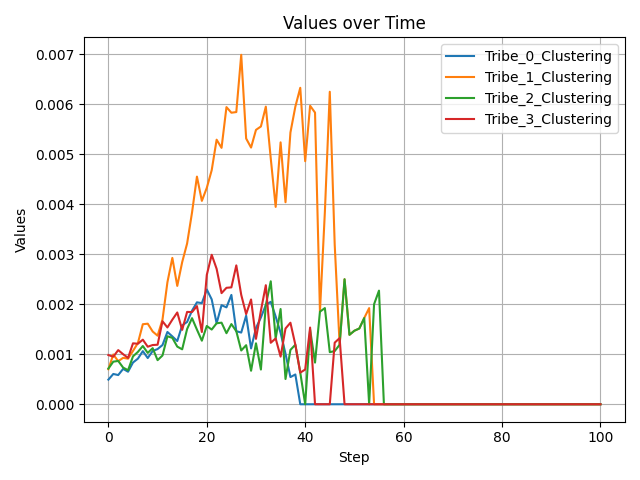 Values over Time
Tribe_0_Clustering
Tribe_1_Clustering
Tribe_2_Clustering
Tribe_3_Clustering
0.007
0.006
0.005
0.004
0.003
0.002
0.001
0.000
Values
0 20 40 60 80 100
Step